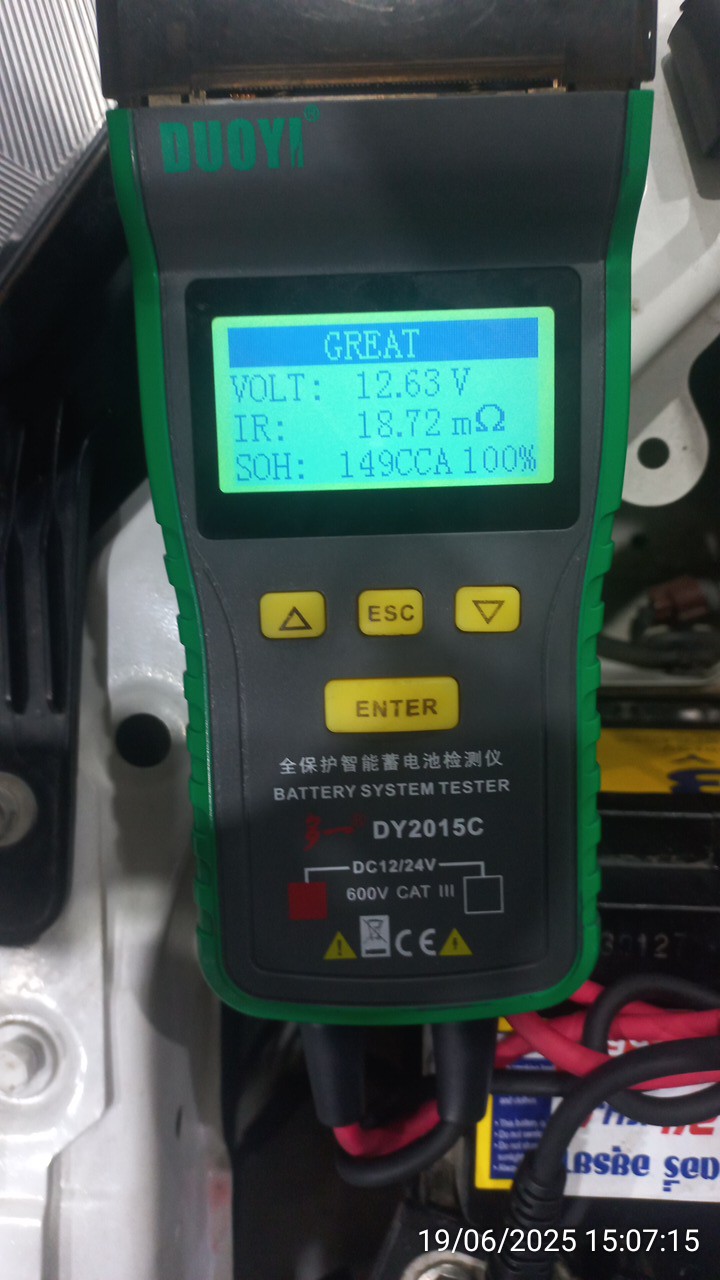 DUOYI®
GREAT
VOLT: 12.63 V
IR: 18.72 mΩ
SOH: 149CCA 100%
ESC
ENTER
全保护智能蓄电池检测仪
BATTERY SYSTEM TESTER
DY2015C
DC12/24V
600V CAT III
CE
19/06/2025 15:07:15